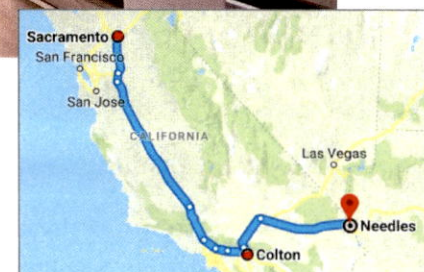 Sacramento
San Francisco
San Jose
CALIFORNIA
Las Vegas
Needles
Colton